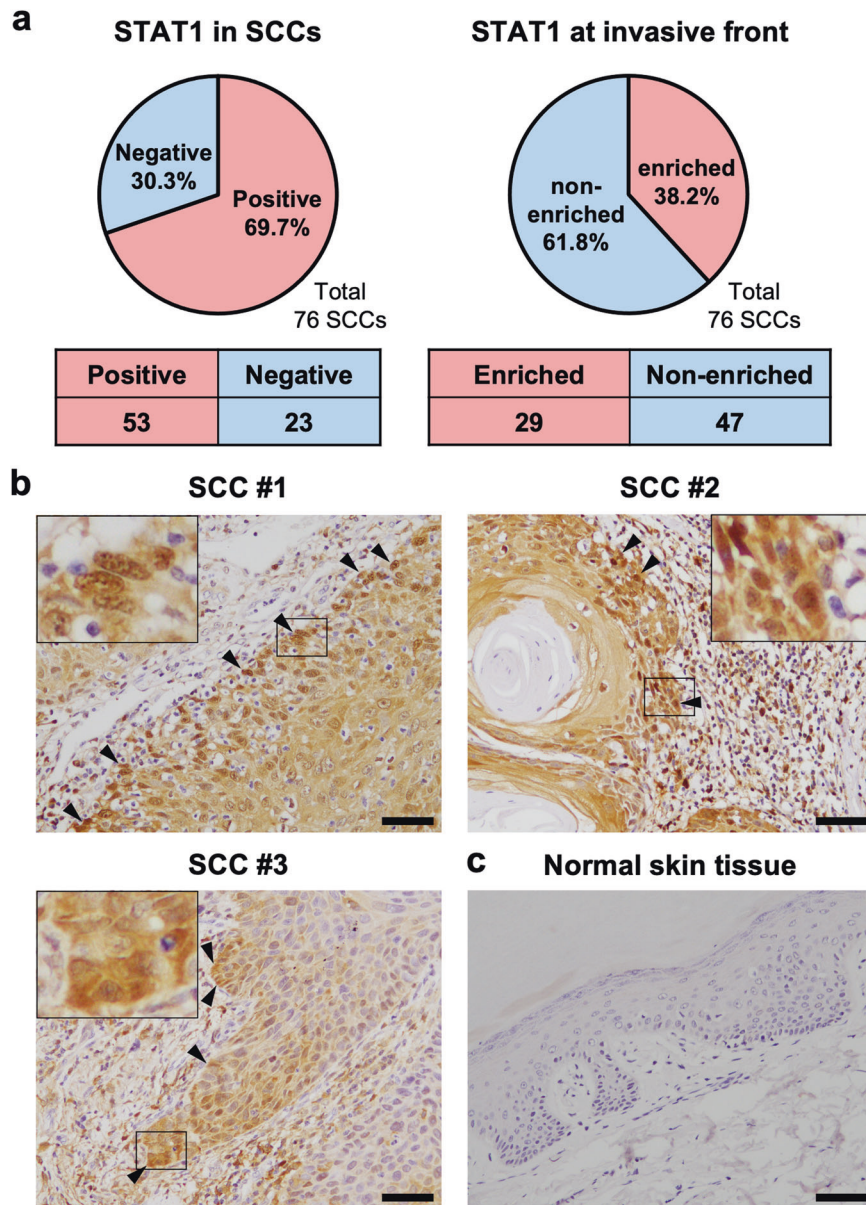 a
STAT1 in SCCs
STAT1 at invasive front
Negative
30.3%
Positive
69.7%
Total
76 SCCs
enriched
38.2%
non-
enriched
61.8%
Total
76 SCCs
Positive Negative
53 23
Enriched Non-enriched
29 47
b
SCC #1
SCC #2
SCC #3
c
Normal skin tissue